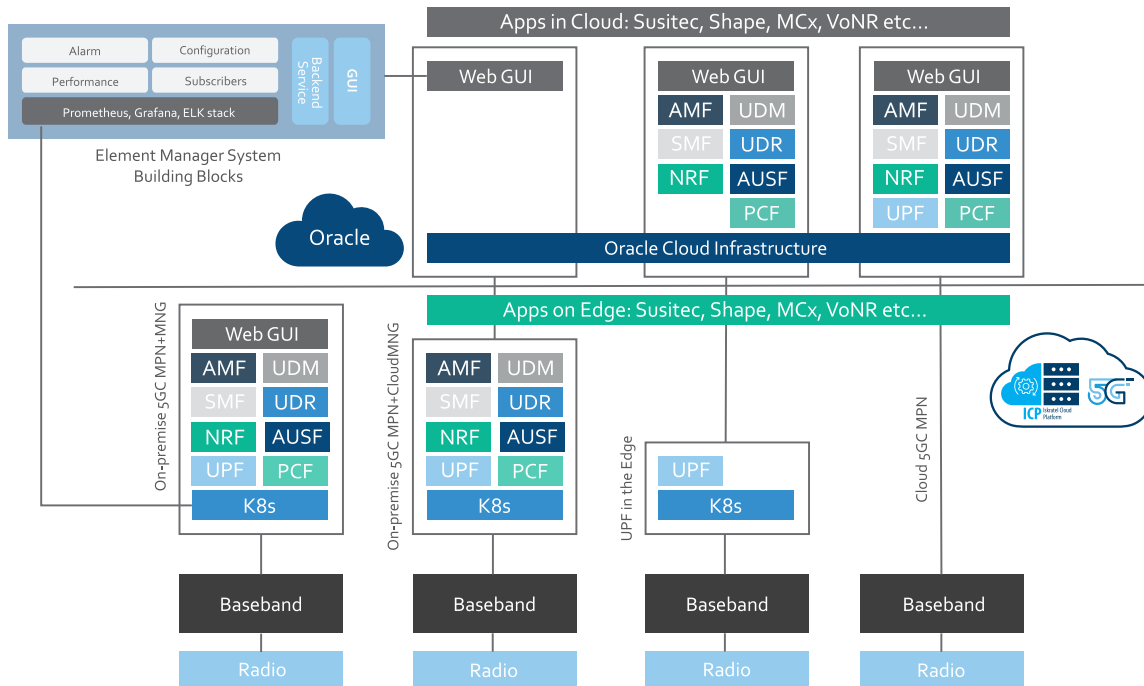 Apps in Cloud: Susitec, Shape, MCx, VoNR etc...
Alarm
Configuration
Performance
Subscribers
Prometheus, Grafana, ELK stack
Backend
Service
GUI
Element Manager System
Building Blocks
Web GUI
Web GUI
AMF
UDM
SMF
UDR
NRF
AUSF
PCF
Web GUI
AMF
UDM
SMF
UDR
NRF
AUSF
UPF
PCF
Oracle
Oracle Cloud Infrastructure
Apps on Edge: Susitec, Shape, MCx, VoNR etc...
On-premise 5GC MPN+MNG
Web GUI
AMF
UDM
SMF
UDR
NRF
AUSF
UPF
PCF
K8s
Baseband
Radio
On-premise 5GC MPN+CloudMNG
AMF
UDM
SMF
UDR
NRF
AUSF
UPF
PCF
K8s
Baseband
Radio
UPF in the Edge
UPF
K8s
Baseband
Radio
Cloud 5GC MPN
Baseband
Radio
ICP
Iskratel Cloud
Platform
5G